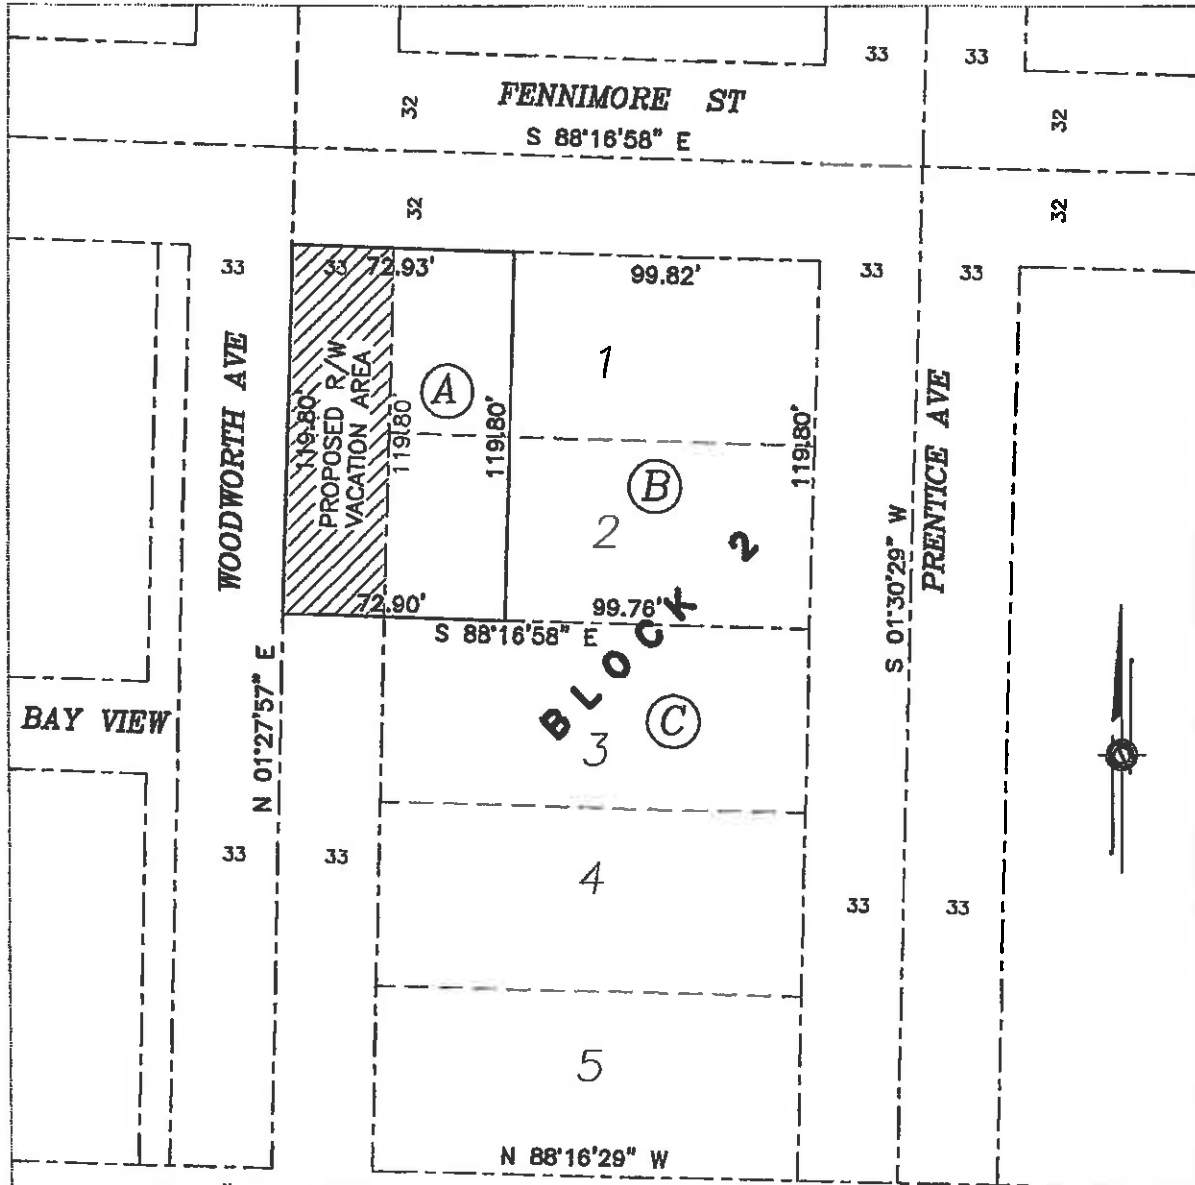 33
33
FENNIMORE ST
32
32
S 88°16'58" E
32
32
33
33
72.93'
99.82'
33
33
WOODWORTH AVE
119.80'
PROPOSED R/W
VACATION AREA
119.80'
A
119.80'
1
119.80'
PRENTICE AVE
B
2
BLOCK 2
S 01°30'29" W
72.90'
99.76'
S 88°16'58" E
N 01°27'57" E
BAY VIEW
C
3
33
33
4
33
33
5
N 88°16'29" W